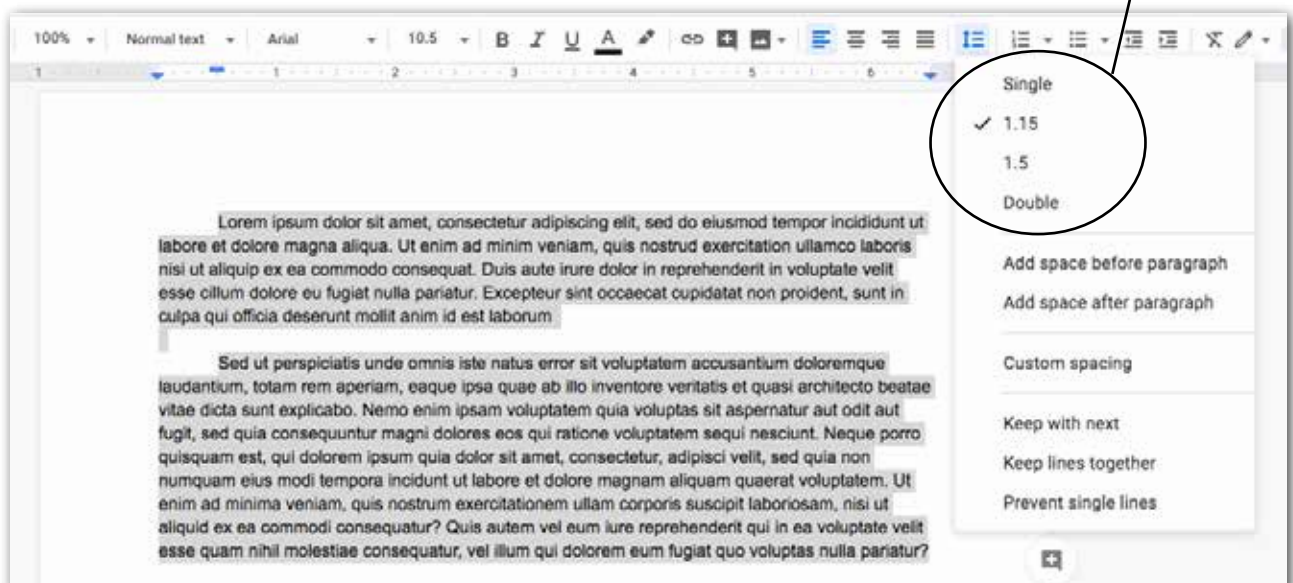 100% Normal text Arial 10.5 B I U A
1 1 2 3 4 5 6
Single
1.15
1.5
Double
Add space before paragraph
Add space after paragraph
Custom spacing
Keep with next
Keep lines together
Prevent single lines
Lorem ipsum dolor sit amet, consectetur adipiscing elit, sed do eiusmod tempor incididunt ut
labore et dolore magna aliqua. Ut enim ad minim veniam, quis nostrud exercitation ullamco laboris
nisi ut aliquip ex ea commodo consequat. Duis aute irure dolor in reprehenderit in voluptate velit
esse cillum dolore eu fugiat nulla pariatur. Excepteur sint occaecat cupidatat non proident, sunt in
culpa qui officia deserunt mollit anim id est laborum
Sed ut perspiciatis unde omnis iste natus error sit voluptatem accusantium doloremque
laudantium, totam rem aperiam, eaque ipsa quae ab illo inventore veritatis et quasi architecto beatae
vitae dicta sunt explicabo. Nemo enim ipsam voluptatem quia voluptas sit aspernatur aut odit aut
fugit, sed quia consequuntur magni dolores eos qui ratione voluptatem sequi nesciunt. Neque porro
quisquam est, qui dolorem ipsum quia dolor sit amet, consectetur, adipisci velit, sed quia non
numquam eius modi tempora incidunt ut labore et dolore magnam aliquam quaerat voluptatem. Ut
enim ad minima veniam, quis nostrum exercitationem ullam corporis suscipit laboriosam, nisi ut
aliquid ex ea commodi consequatur? Quis autem vel eum iure reprehenderit qui in ea voluptate velit
esse quam nihil molestiae consequatur, vel illum qui dolorem eum fugiat quo voluptas nulla pariatur?